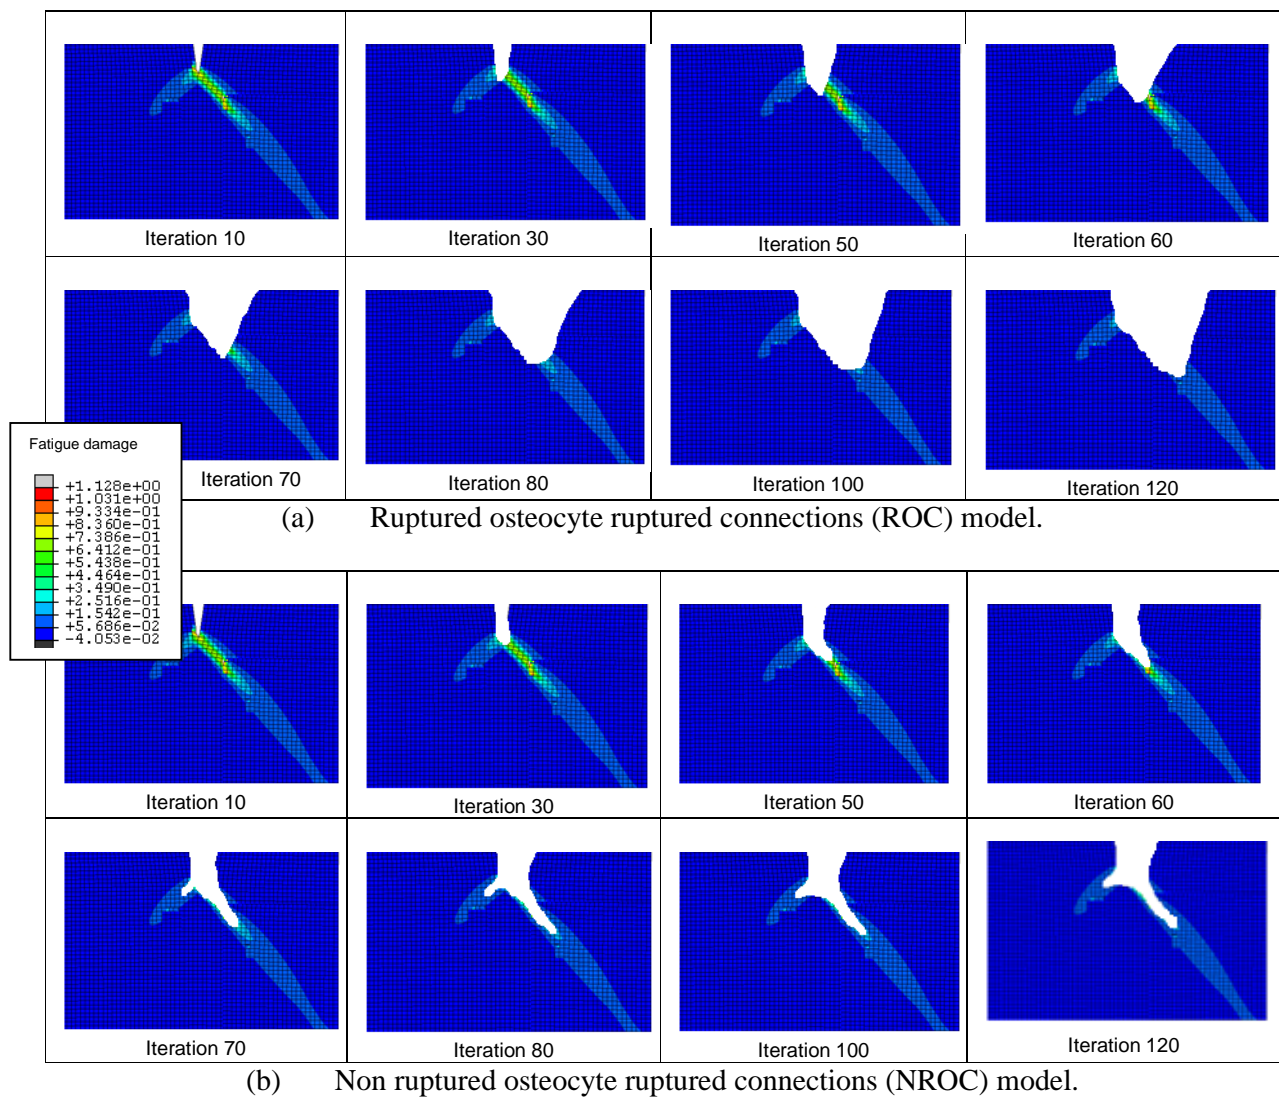 Iteration 10
Iteration 30
Iteration 50
Iteration 60
Iteration 70
Iteration 80
Iteration 100
Iteration 120
(a) Ruptured osteocyte ruptured connections (ROC) model.
Fatigue damage
+1.128e+00
+1.031e+00
+9.334e-01
+8.360e-01
+7.386e-01
+6.412e-01
+5.438e-01
+4.464e-01
+3.490e-01
+2.516e-01
+1.542e-01
+5.686e-02
-4.053e-02
Iteration 10
Iteration 30
Iteration 50
Iteration 60
Iteration 70
Iteration 80
Iteration 100
Iteration 120
(b) Non ruptured osteocyte ruptured connections (NROC) model.